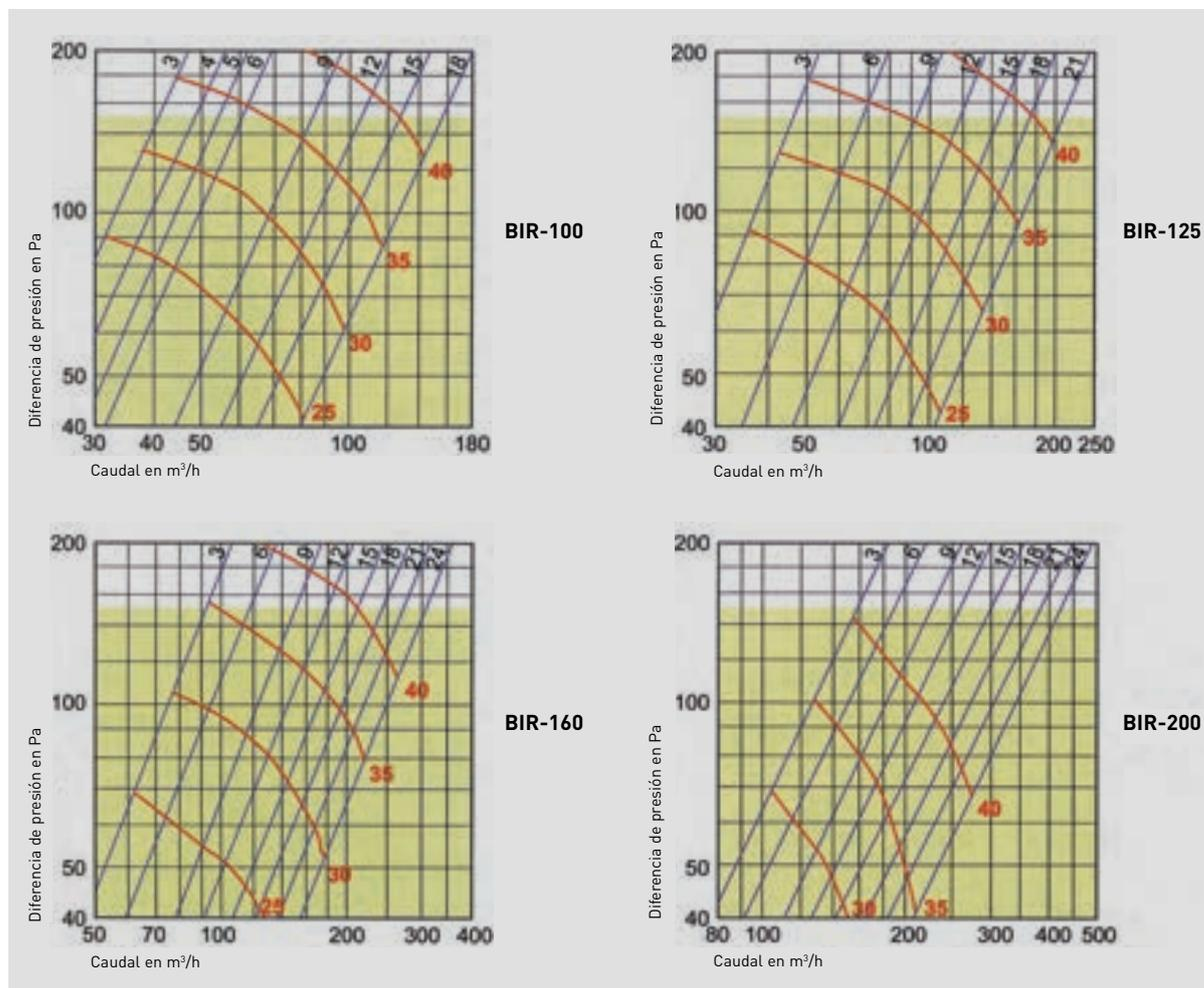 200
3 4 5 6 9 12 15 18
40
100
35
30
50
25
40
30 40 50 100 180
Diferencia de presión en Pa
Caudal en m³/h
BIR-100
200
3 6 9 12 15 18 21
40
100
35
30
50
25
40
30 50 100 200 250
Diferencia de presión en Pa
Caudal en m³/h
BIR-125
200
3 6 9 12 15 18 21 24
100
40
35
50
30
25
40
50 70 100 200 300 400
Diferencia de presión en Pa
Caudal en m³/h
BIR-160
200
3 6 9 12 15 18 21 24
100
40
50
30 35
40
80 100 200 300 400 500
Diferencia de presión en Pa
Caudal en m³/h
BIR-200